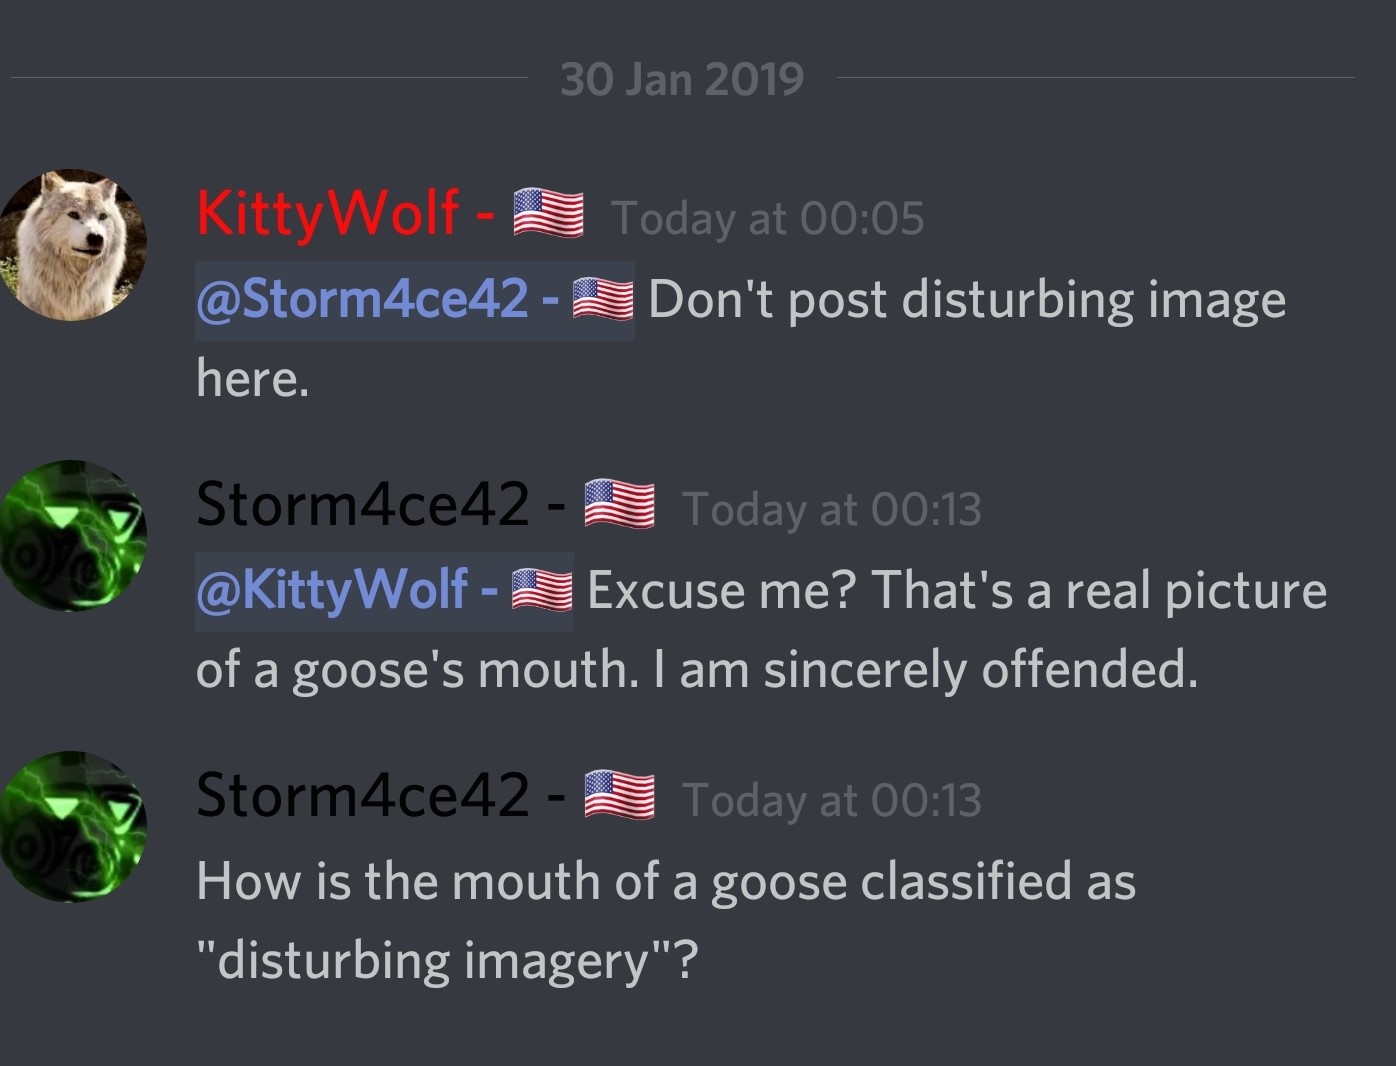 30 Jan 2019
KittyWolf - 🇺🇸 Today at 00:05
@Storm4ce42 - 🇺🇸 Don't post disturbing image
here.
Storm4ce42 - 🇺🇸 Today at 00:13
@KittyWolf - 🇺🇸 Excuse me? That's a real picture
of a goose's mouth. I am sincerely offended.
Storm4ce42 - 🇺🇸 Today at 00:13
How is the mouth of a goose classified as
"disturbing imagery"?